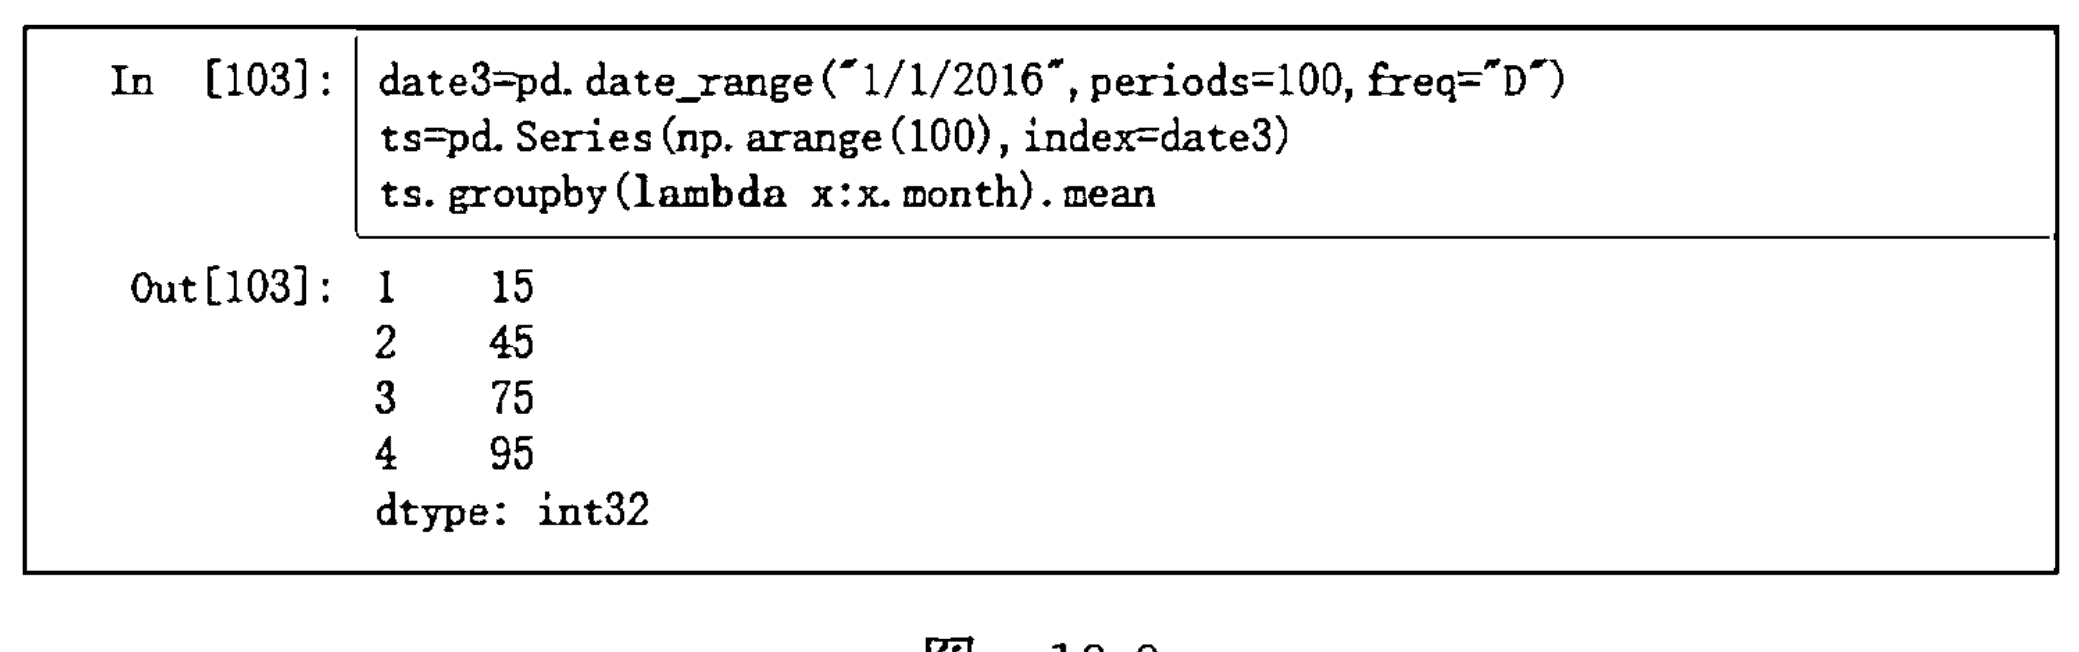 In [103]: date3=pd.date_range("1/1/2016",periods=100,freq="D")
ts=pd.Series(np.arange(100),index=date3)
ts.groupby(lambda x:x.month).mean
Out[103]: 1 15
2 45
3 75
4 95
dtype: int32